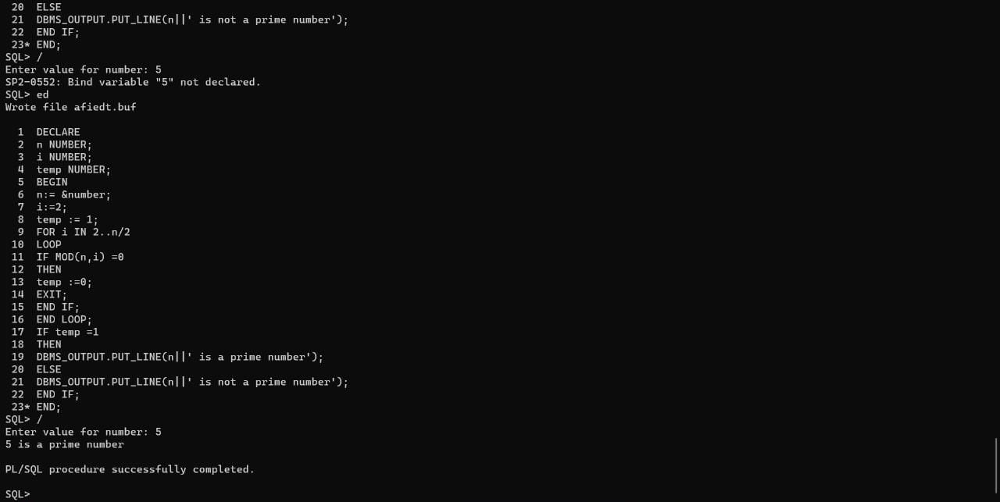 20 ELSE
21 DBMS_OUTPUT.PUT_LINE(n||' is not a prime number');
22 END IF;
23* END;
SQL> /
Enter value for number: 5
SP2-0552: Bind variable "5" not declared.
SQL> ed
Wrote file afiedt.buf
1 DECLARE
2 n NUMBER;
3 i NUMBER;
4 temp NUMBER;
5 BEGIN
6 n:= &number;
7 i:=2;
8 temp := 1;
9 FOR i IN 2..n/2
10 LOOP
11 IF MOD(n,i) =0
12 THEN
13 temp :=0;
14 EXIT;
15 END IF;
16 END LOOP;
17 IF temp =1
18 THEN
19 DBMS_OUTPUT.PUT_LINE(n||' is a prime number');
20 ELSE
21 DBMS_OUTPUT.PUT_LINE(n||' is not a prime number');
22 END IF;
23* END;
SQL> /
Enter value for number: 5
5 is a prime number
PL/SQL procedure successfully completed.
SQL>